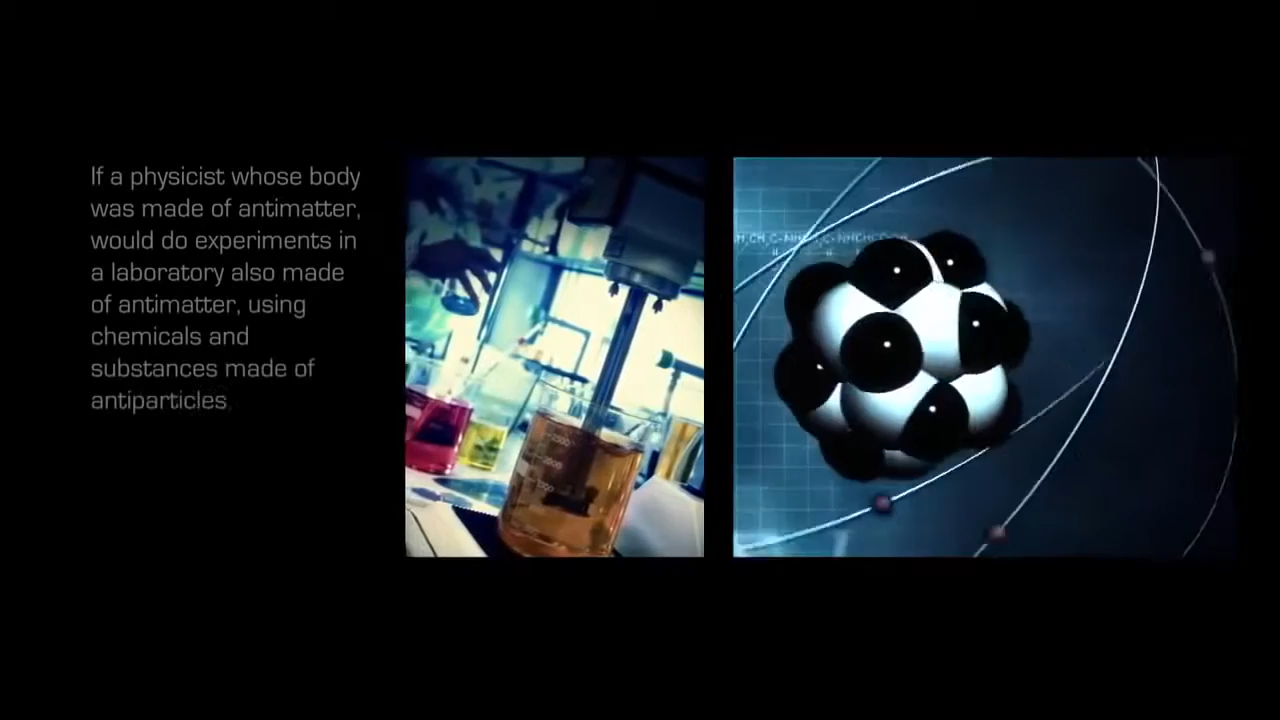 If a physicist whose body
was made of antimatter,
would do experiments in
a laboratory also made
of antimatter, using
chemicals and
substances made of
antiparticles,